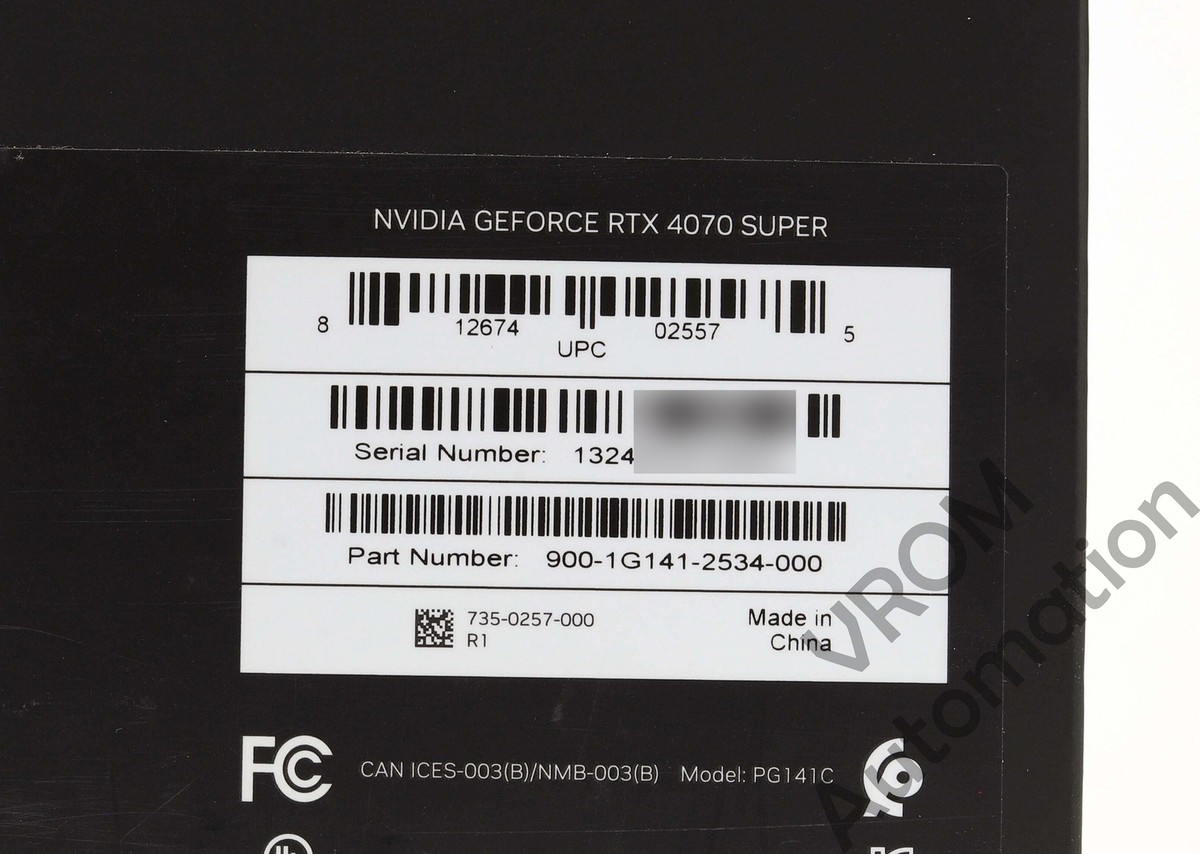 NVIDIA GEFORCE RTX 4070 SUPER
8 12674 02557 5
UPC
Serial Number: 1324
Part Number: 900-1G141-2534-000
735-0257-000
R1
Made in
China
FC CAN ICES-003(B)/NMB-003(B) Model: PG141C
VROM
Automation